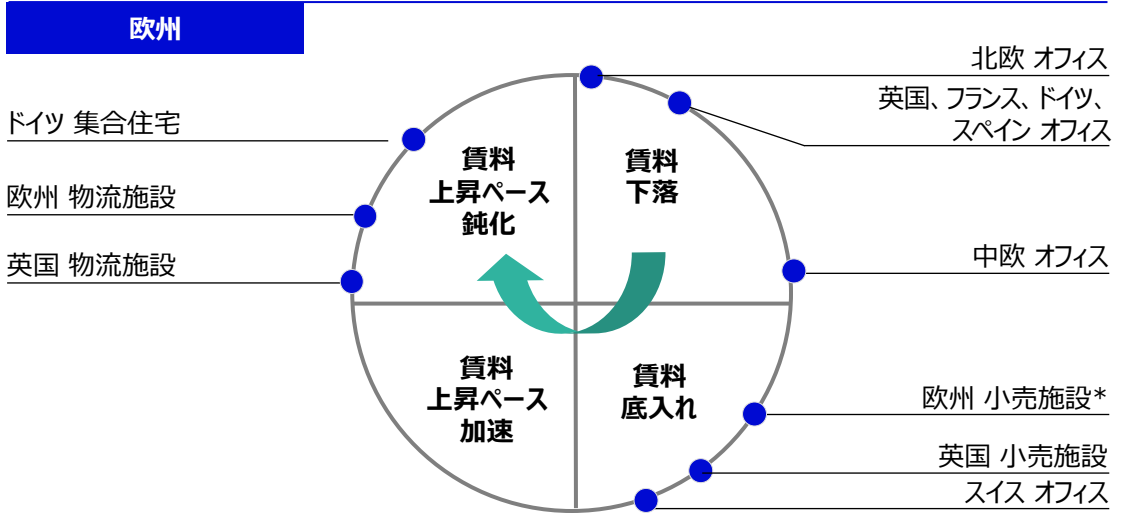 欧州
ドイツ 集合住宅
欧州 物流施設
英国 物流施設
賃料
上昇ペース
鈍化
賃料
下落
賃料
上昇ペース
加速
賃料
底入れ
北欧 オフィス
英国、フランス、ドイツ、
スペイン オフィス
中欧 オフィス
欧州 小売施設*
英国 小売施設
スイス オフィス